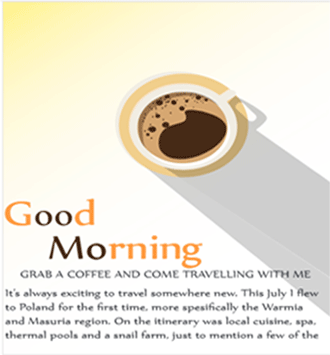 Good
Morning
GRAB A COFFEE AND COME TRAVELLING WITH ME
It's always exciting to travel somewhere new. This July I flew
to Poland for the first time, more spesifically the Warmia
and Masuria region. On the itinerary was local cuisine, spa,
thermal pools and a snail farm, just to mention a few of the